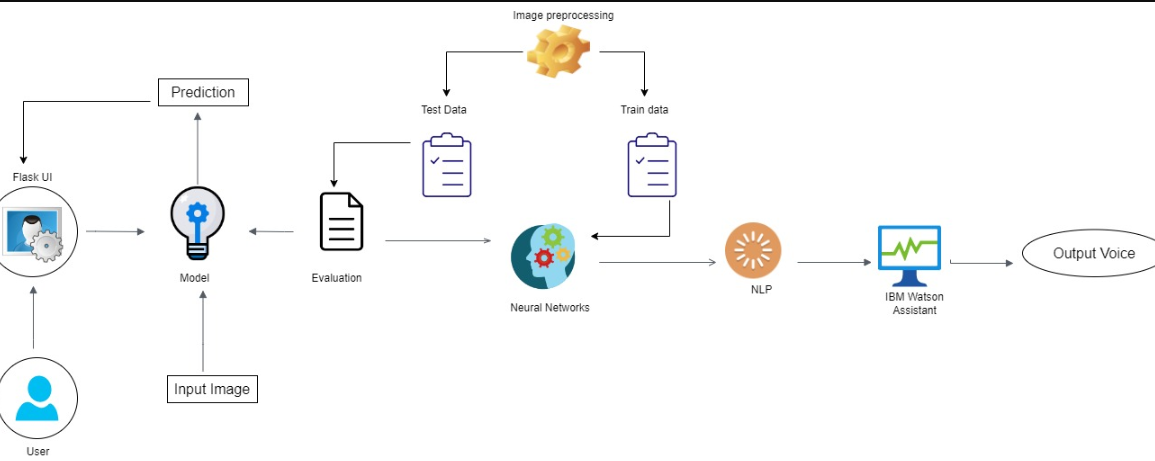 Image preprocessing
Prediction
Test Data
Train data
Flask UI
Model
Evaluation
Neural Networks
NLP
IBM Watson
Assistant
Output Voice
Input Image
User